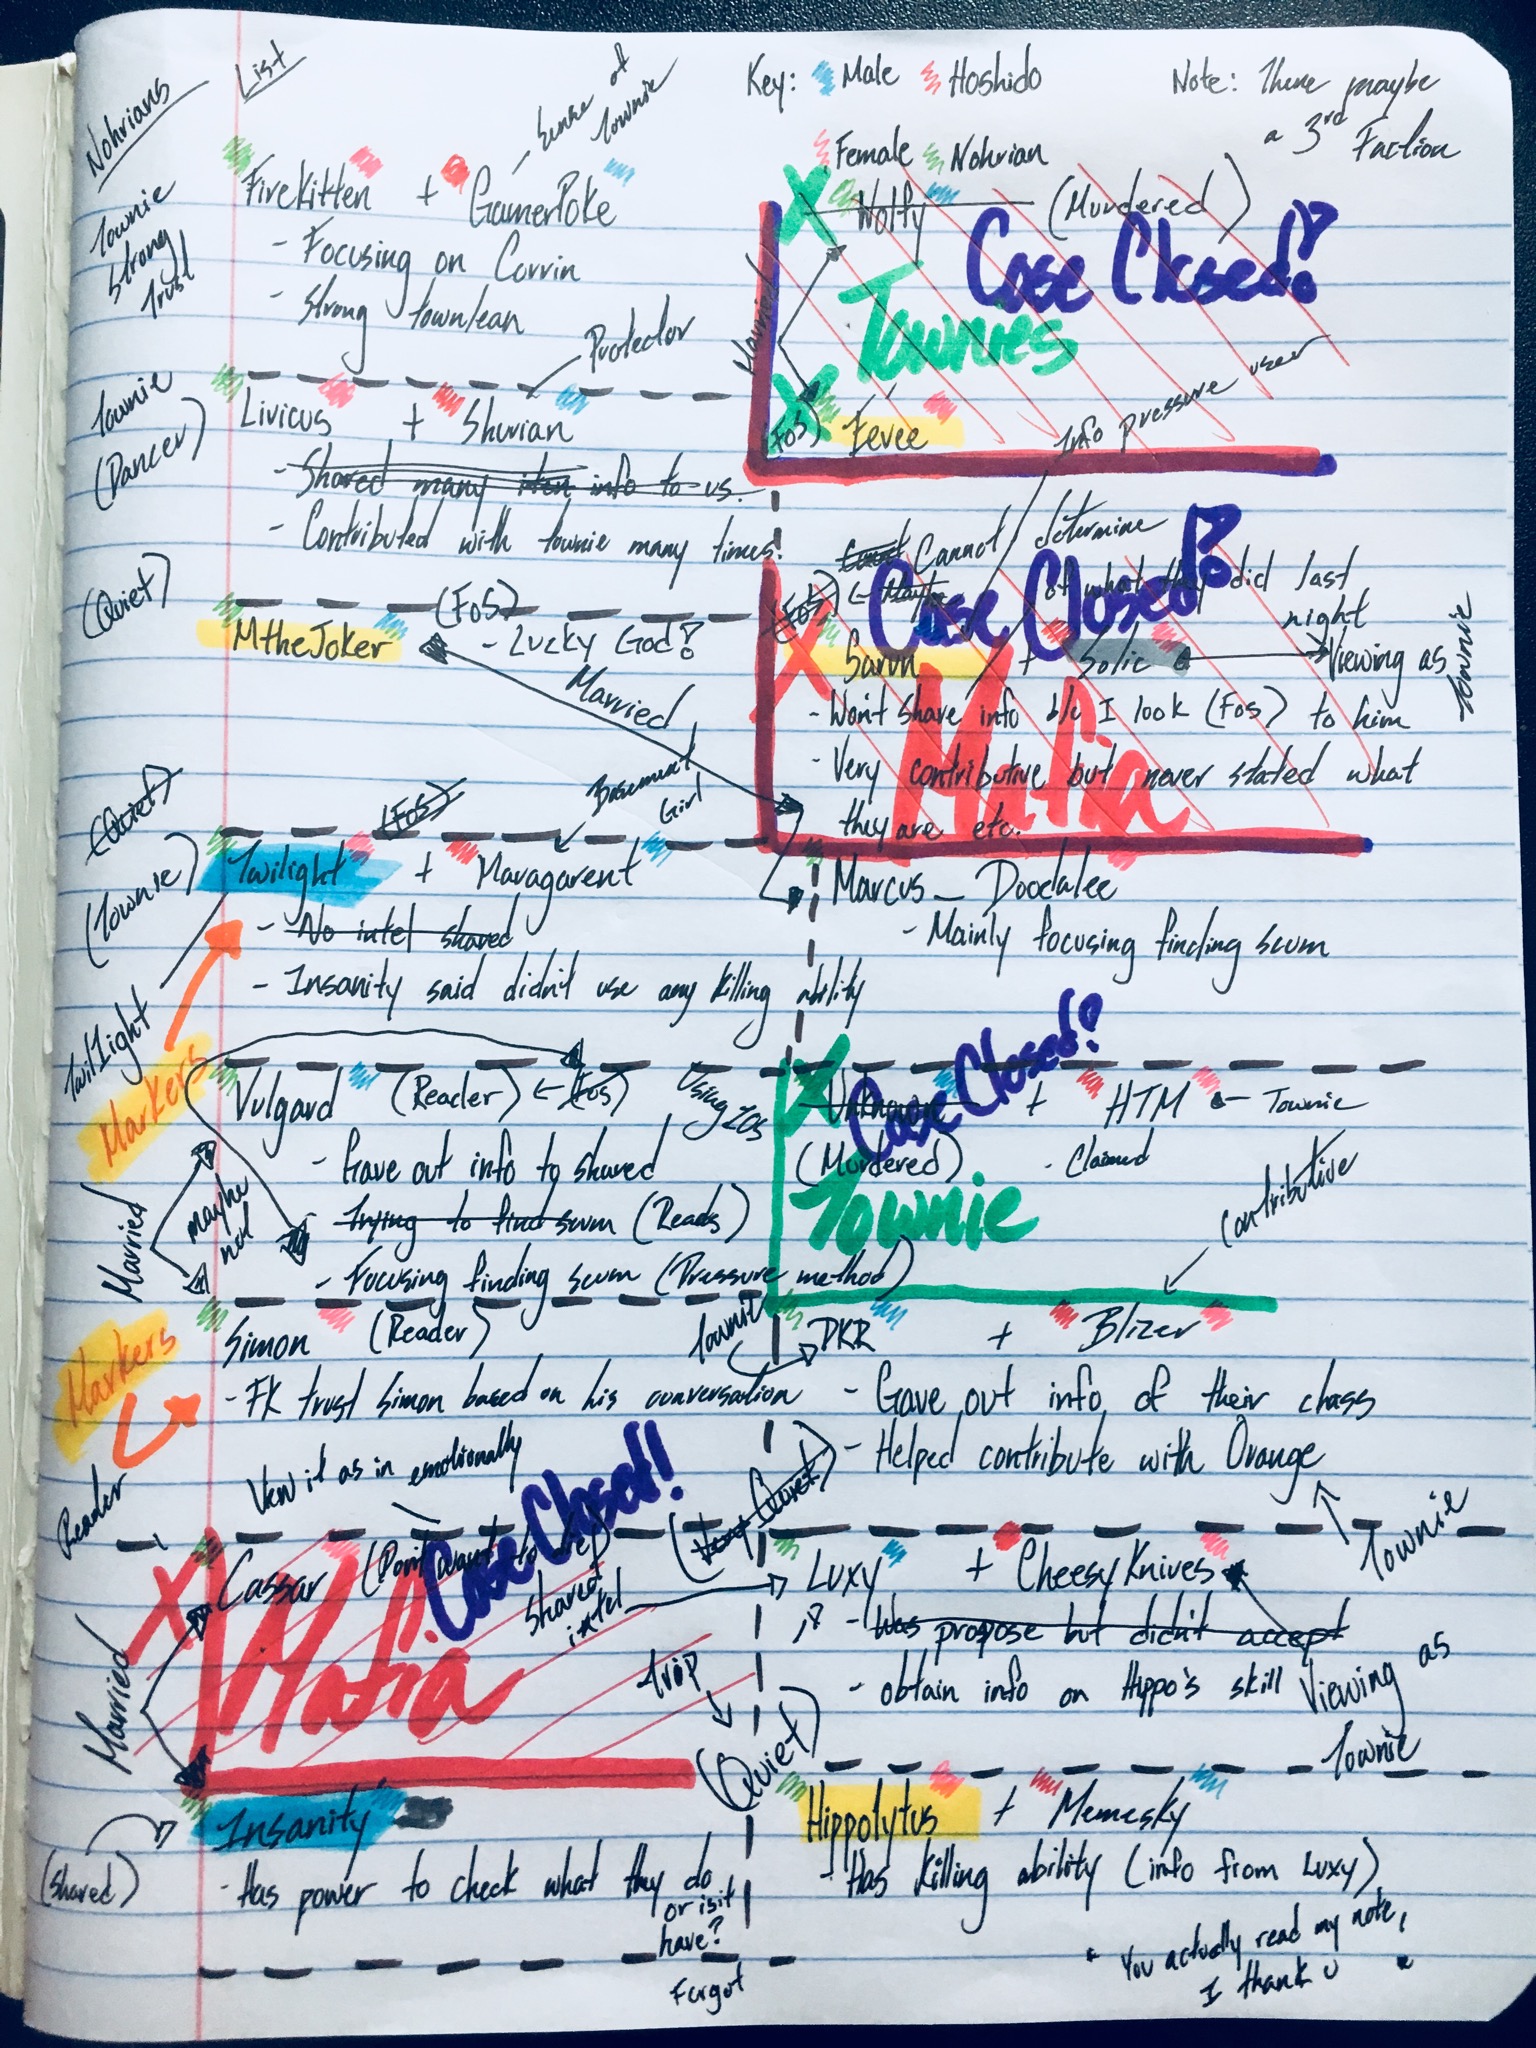 Nohrians
List
Key: Male Hoshido
Female Nohrian
Note: There maybe
a 3rd Faction
Townie
Strong
Trust
Sense of
Townie
FireKitten + GamerPoke
- Focusing on Corrin
- Strong townlean
Protector
Townie
(Dancer)
Livicus + Shurian
- Shared many item info to us.
- Contributed with townie many times.
(Quiet)
(FoS)
MtheJoker - Lucky God!
Married
(Quiet)
(Townie)
(FoS)
Basement
Girl
Twilight + Maragarent
- No intel shared
- Insanity said didn't use any killing ability
Twilight
Markers
Vulgard (Reader) ← (FoS)
Using
- Gave out info to shared
- Trying to find scum (Reads)
- Focusing finding scum (Pressure method)
Married
maybe
not
Markers
Simon (Reader)
- FK trust Simon based on his conversation
Reader
View it as in emotionally
Cassar (Don't want to die)
Case Closed!
Mafia
shared
intel
Married
(Shared)
Insanity
- Has power to check what they do
or is it
have?
Forgot
Wolfy (Murdered)
Case Closed!
Townies
Married
(FoS) Eevee
Info pressure user
Cannot determine
of what they did last
night
(FoS) ← Maybe
Case Closed!
Sarun + Solic
Viewing as
Townie
- Won't share info b/c I look (FoS) to him
- Very contributive but never stated what
they are etc.
Mafia
Marcus - Doodalee
- Mainly focusing finding scum
Case Closed!
Unknown + HTM ← Townie
(Murdered)
- Claimed
Townie
Contributive
Townie
DKR + Blizer
- Gave out info of their class
- Helped contribute with Orange
Townie
(Quiet)
Luxy + CheesyKnives
- Was propose but didn't accept
- obtain info on Hippo's skill
Viewing as
Townie
trip
(Quiet)
Hippolytus + Memesky
- Has killing ability (info from Luxy)
" You actually read my note,
I thank u "